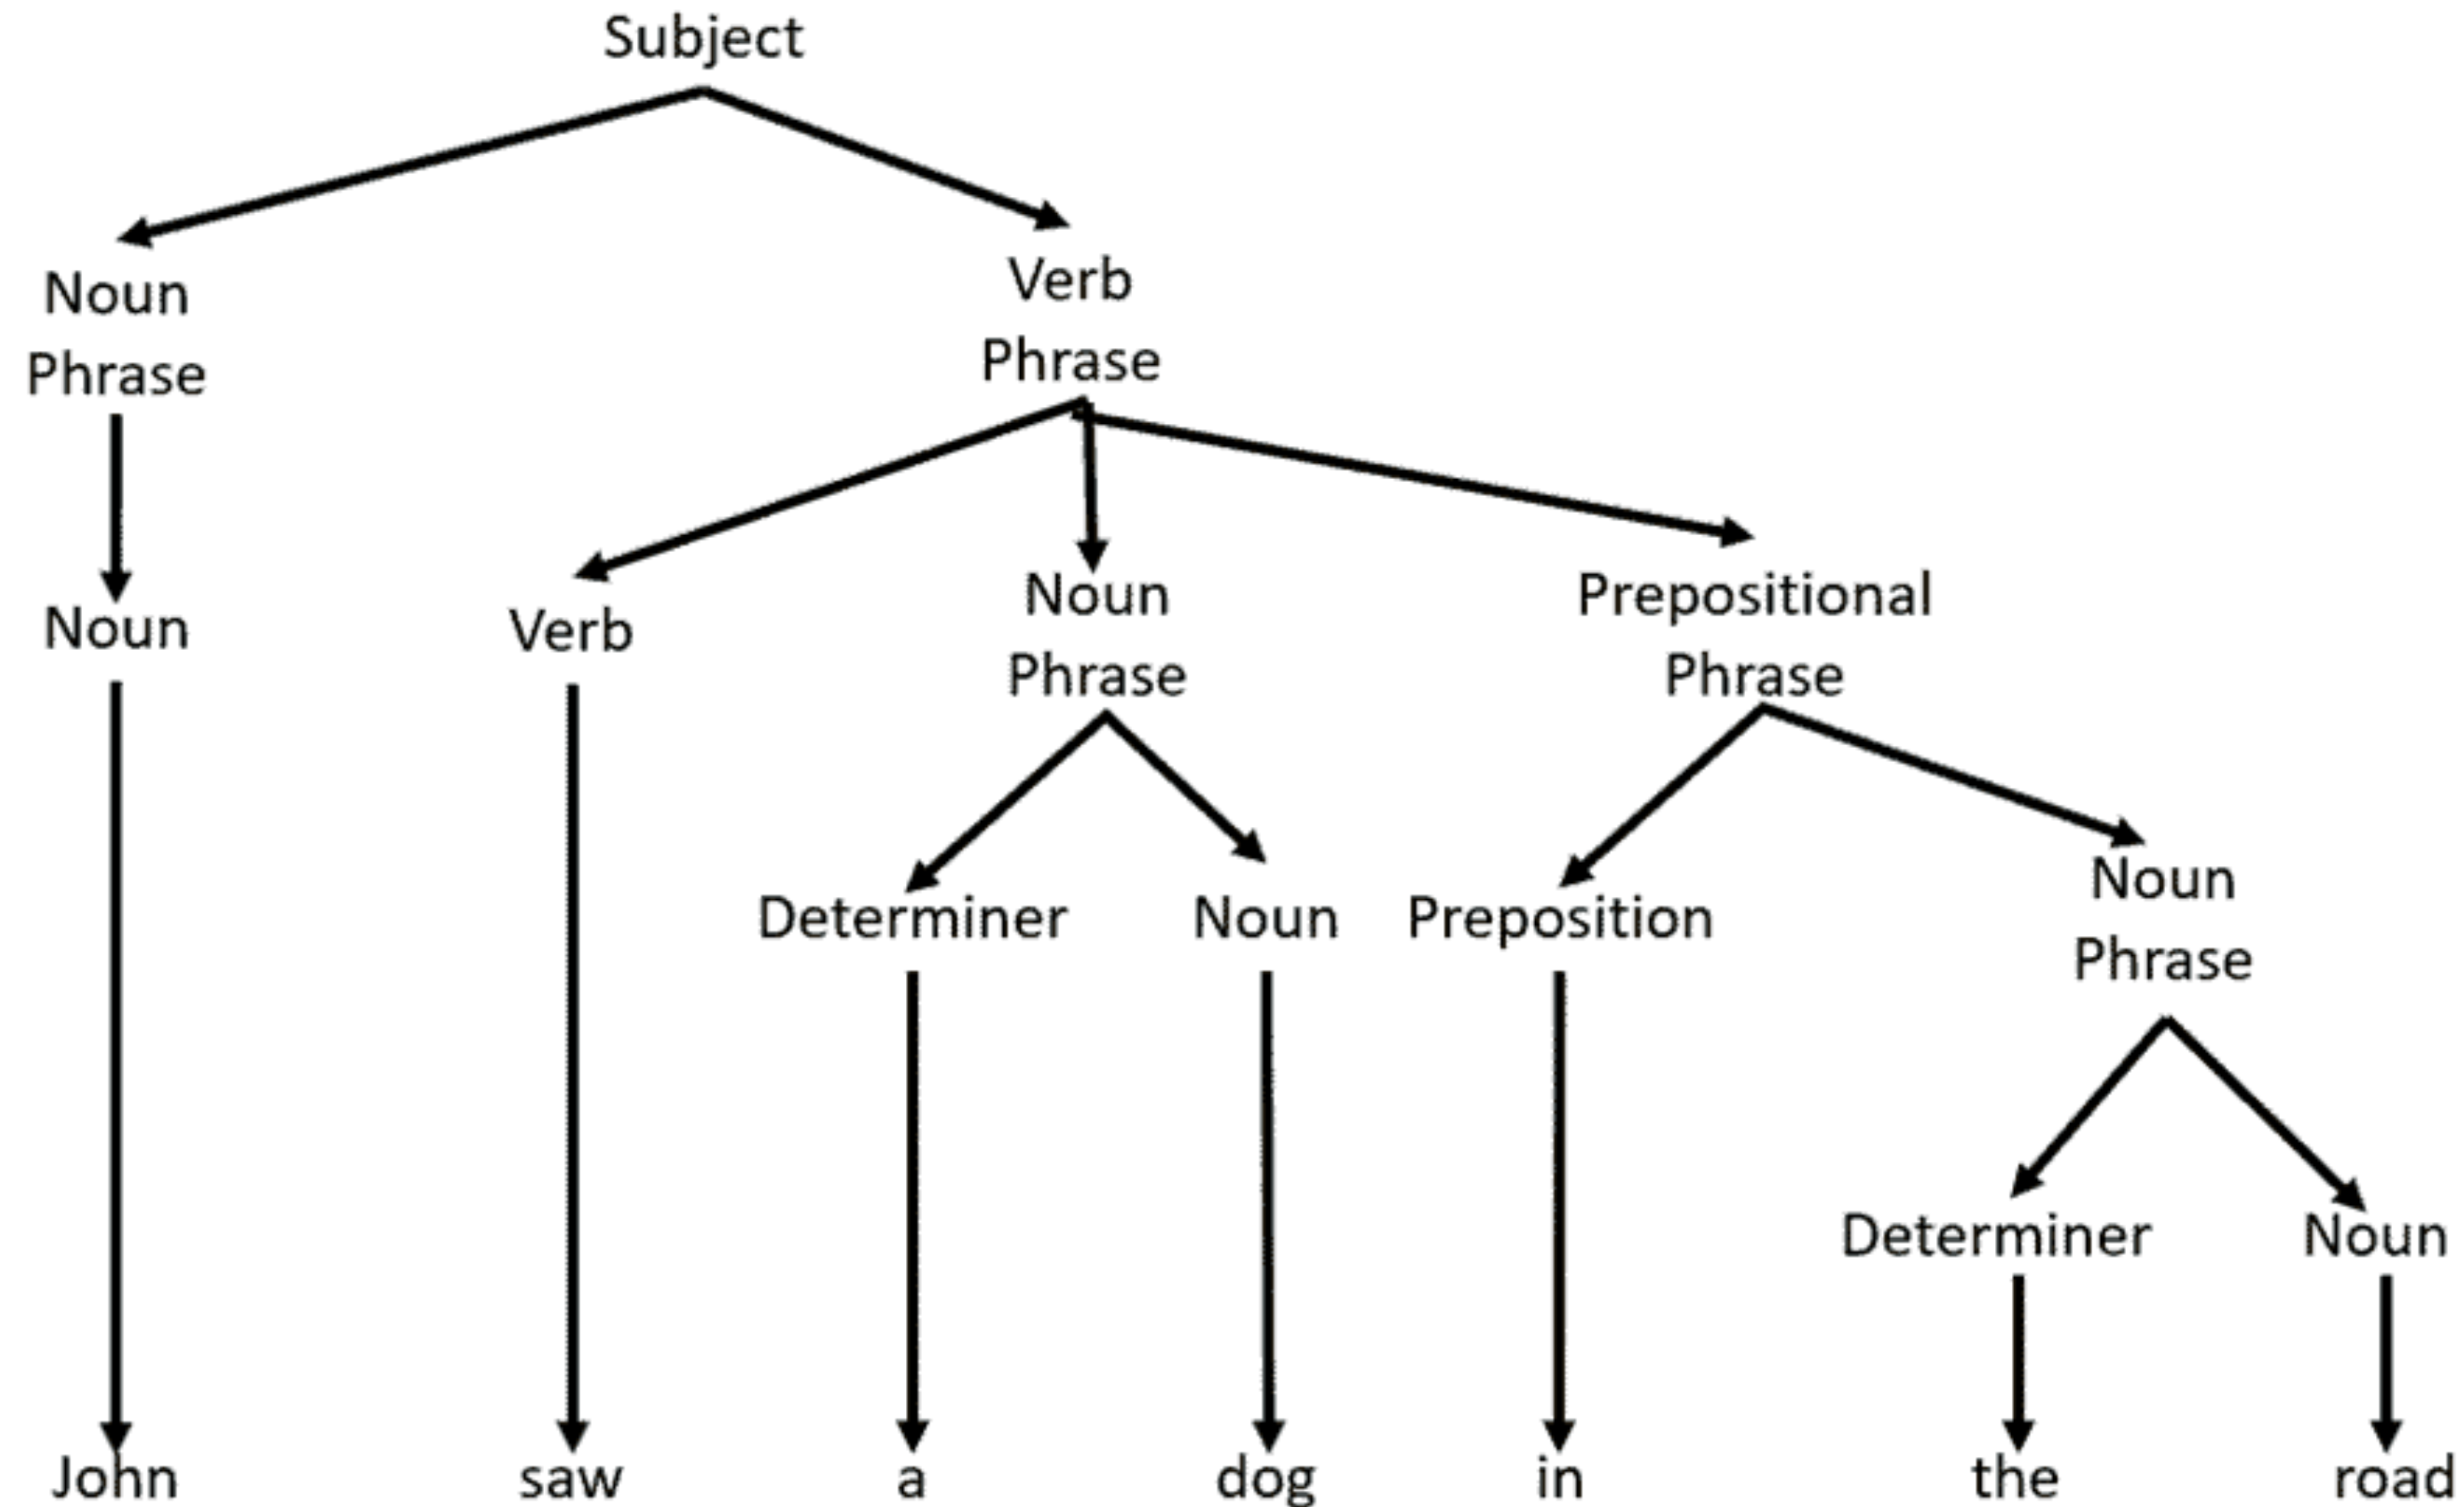 Subject
Noun
Phrase
Verb
Phrase
Noun
Verb
Noun
Phrase
Prepositional
Phrase
Determiner
Noun
Preposition
Noun
Phrase
Determiner
Noun
John saw a dog in the road